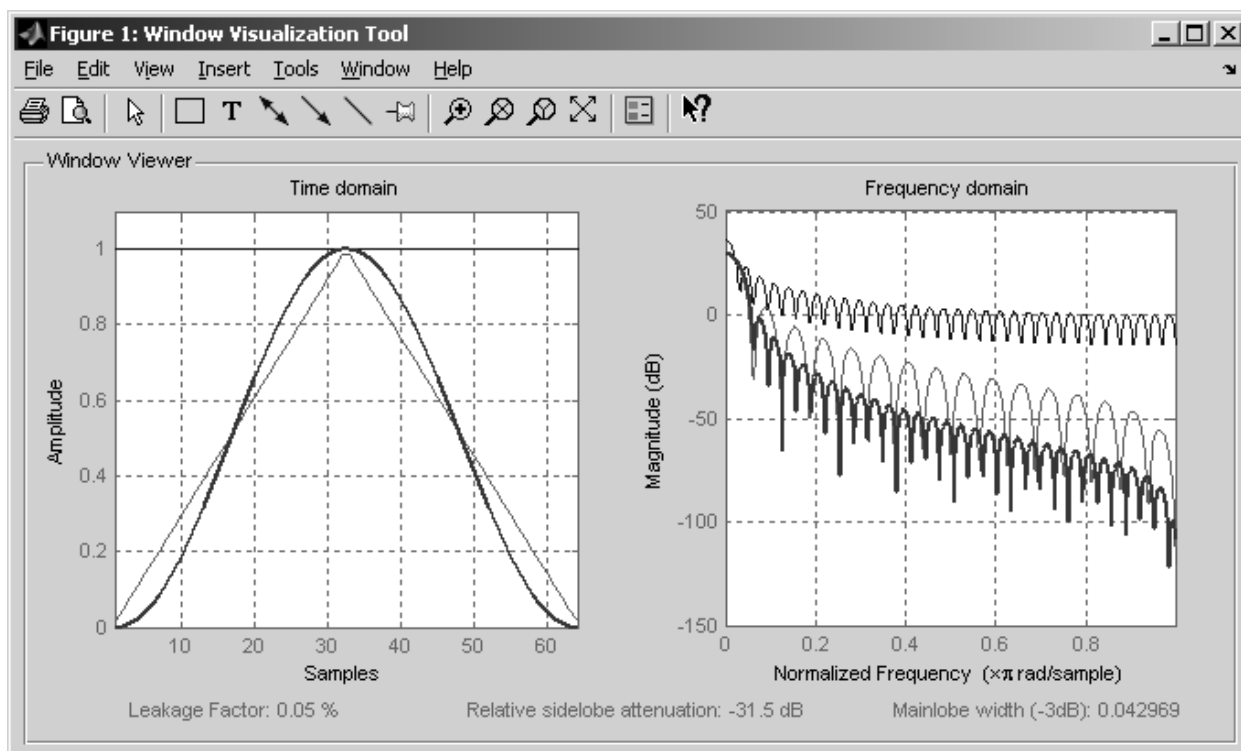 Figure 1: Window Visualization Tool
File Edit View Insert Tools Window Help
T
?
Window Viewer
Time domain
Amplitude
1
0.8
0.6
0.4
0.2
0
10 20 30 40 50 60
Samples
Frequency domain
Magnitude (dB)
50
0
-50
-100
-150
0 0.2 0.4 0.6 0.8
Normalized Frequency (×π rad/sample)
Leakage Factor: 0.05 % Relative sidelobe attenuation: -31.5 dB Mainlobe width (-3dB): 0.042969